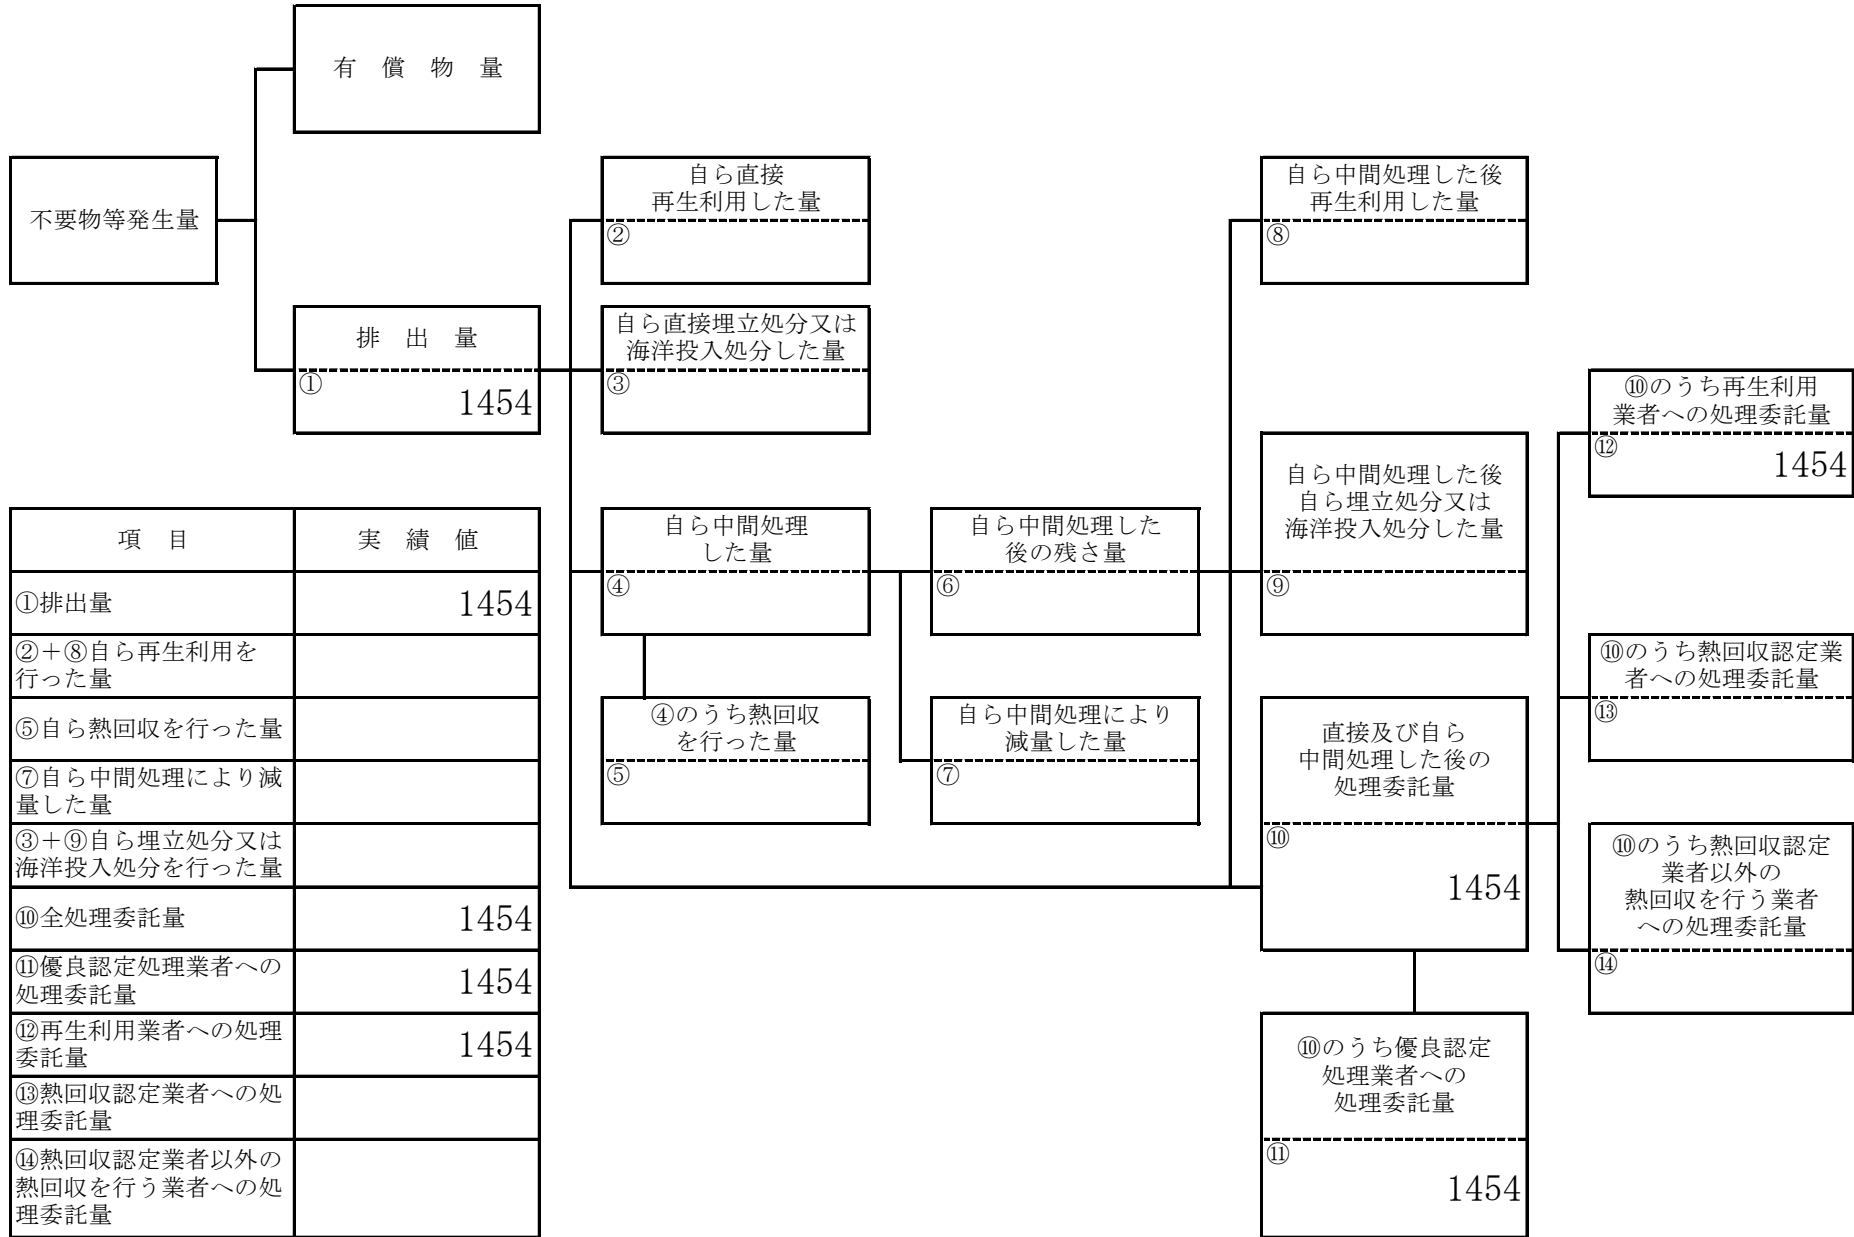 有　償　物　量
不要物等発生量
排　出　量
①
1454
自ら直接
再生利用した量
②
自ら直接埋立処分又は
海洋投入処分した量
③
自ら中間処理
した量
④
④のうち熱回収
を行った量
⑤
自ら中間処理した
後の残さ量
⑥
自ら中間処理により
減量した量
⑦
自ら中間処理した後
再生利用した量
⑧
自ら中間処理した後
自ら埋立処分又は
海洋投入処分した量
⑨
直接及び自ら
中間処理した後の
処理委託量
⑩
1454
⑩のうち優良認定
処理業者への
処理委託量
⑪
1454
⑩のうち再生利用
業者への処理委託量
⑫
1454
⑩のうち熱回収認定業
者への処理委託量
⑬
⑩のうち熱回収認定
業者以外の
熱回収を行う業者
への処理委託量
⑭
項　目　実　績　値
①排出量　1454
②＋⑧自ら再生利用を
行った量
⑤自ら熱回収を行った量
⑦自ら中間処理により減
量した量
③＋⑨自ら埋立処分又は
海洋投入処分を行った量
⑩全処理委託量　1454
⑪優良認定処理業者への
処理委託量　1454
⑫再生利用業者への処理
委託量　1454
⑬熱回収認定業者への処
理委託量
⑭熱回収認定業者以外の
熱回収を行う業者への処
理委託量